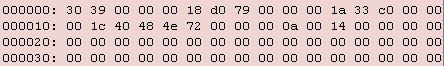 000000: 30 39 00 00 00 18 d0 79 00 00 00 1a 33 c0 00 00
000010: 00 1c 40 48 4e 72 00 00 00 0a 00 14 00 00 00 00
000020: 00 00 00 00 00 00 00 00 00 00 00 00 00 00 00 00
000030: 00 00 00 00 00 00 00 00 00 00 00 00 00 00 00 00